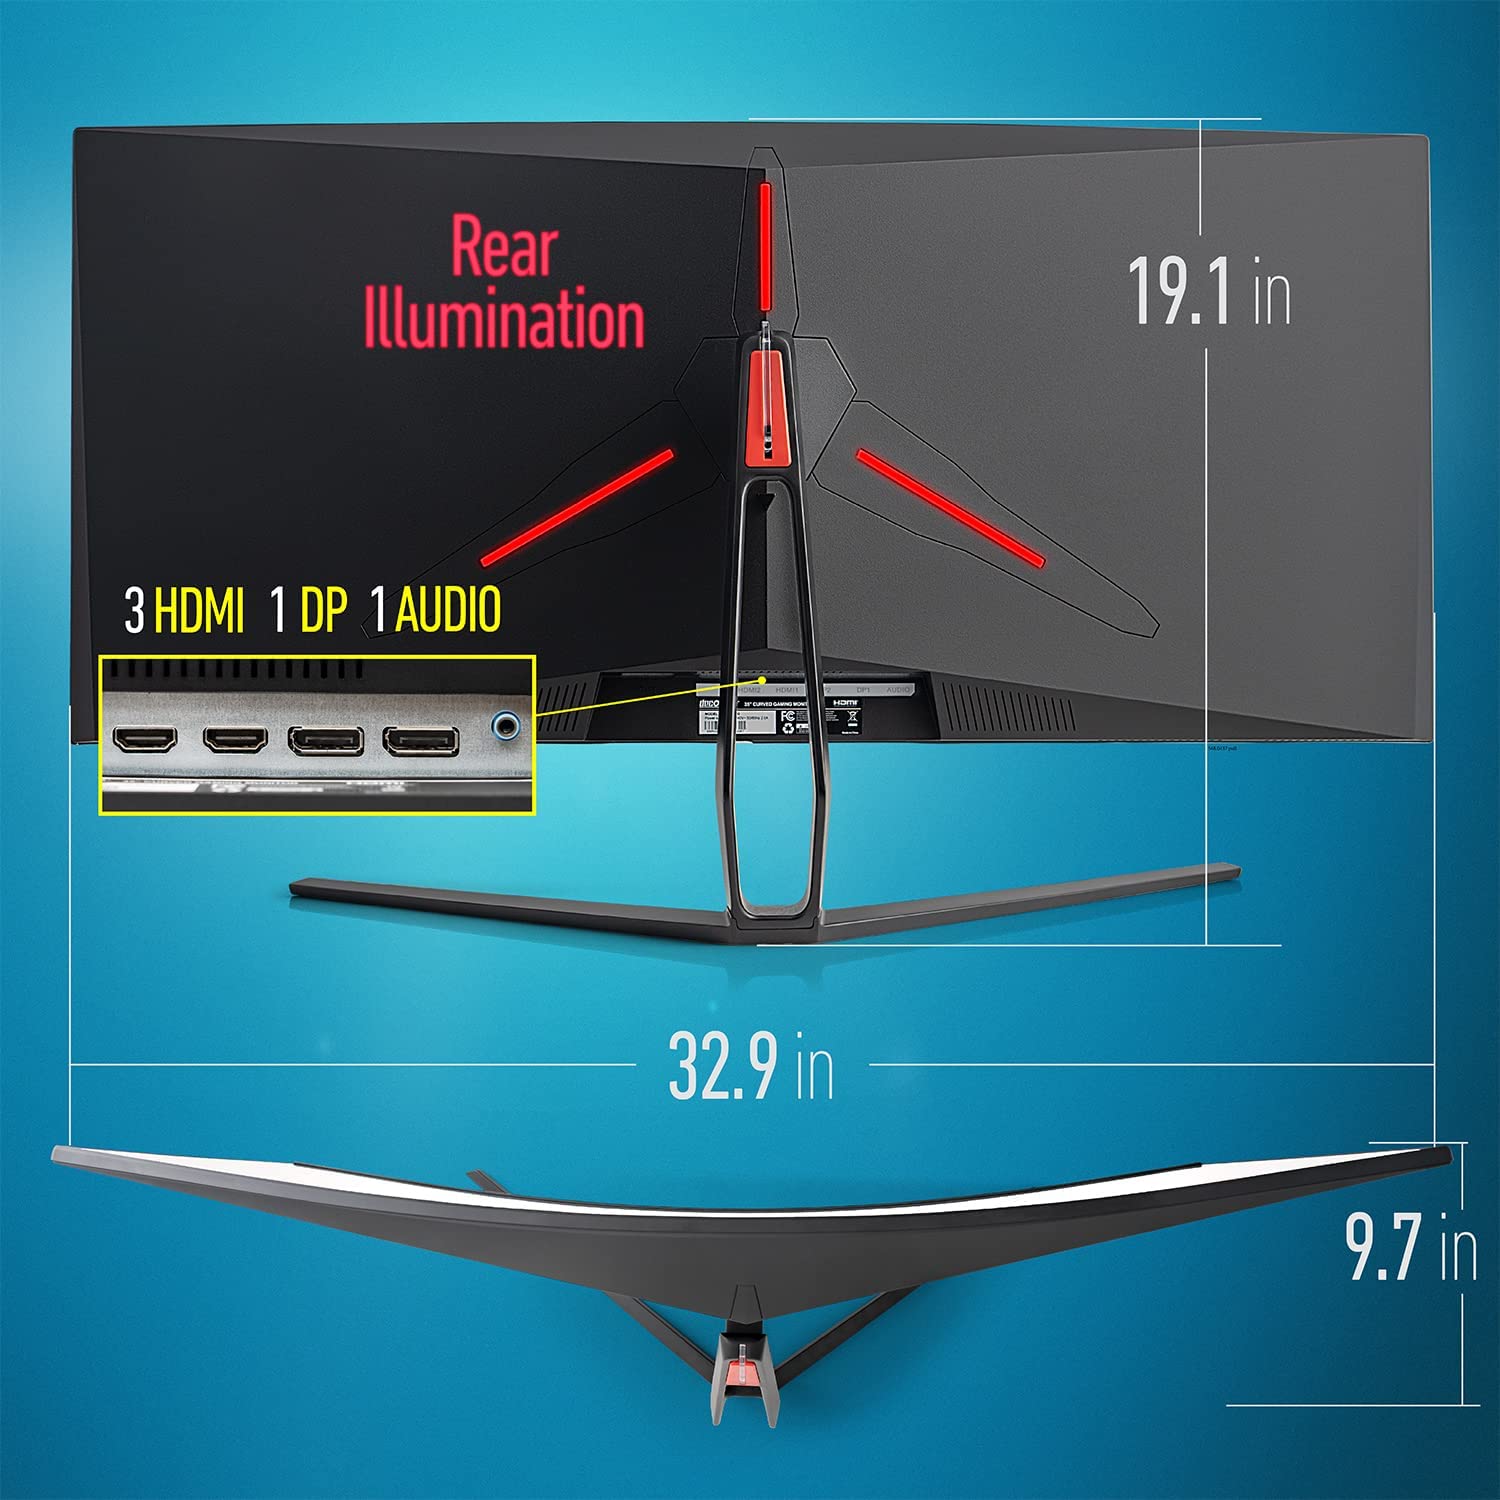 Rear
Illumination
19.1 in
3 HDMI 1 DP 1 AUDIO
HDMI2 HDMI1 DP1 AUDIO
35" CURVED GAMING
HDMI
FC
32.9 in
9.7 in